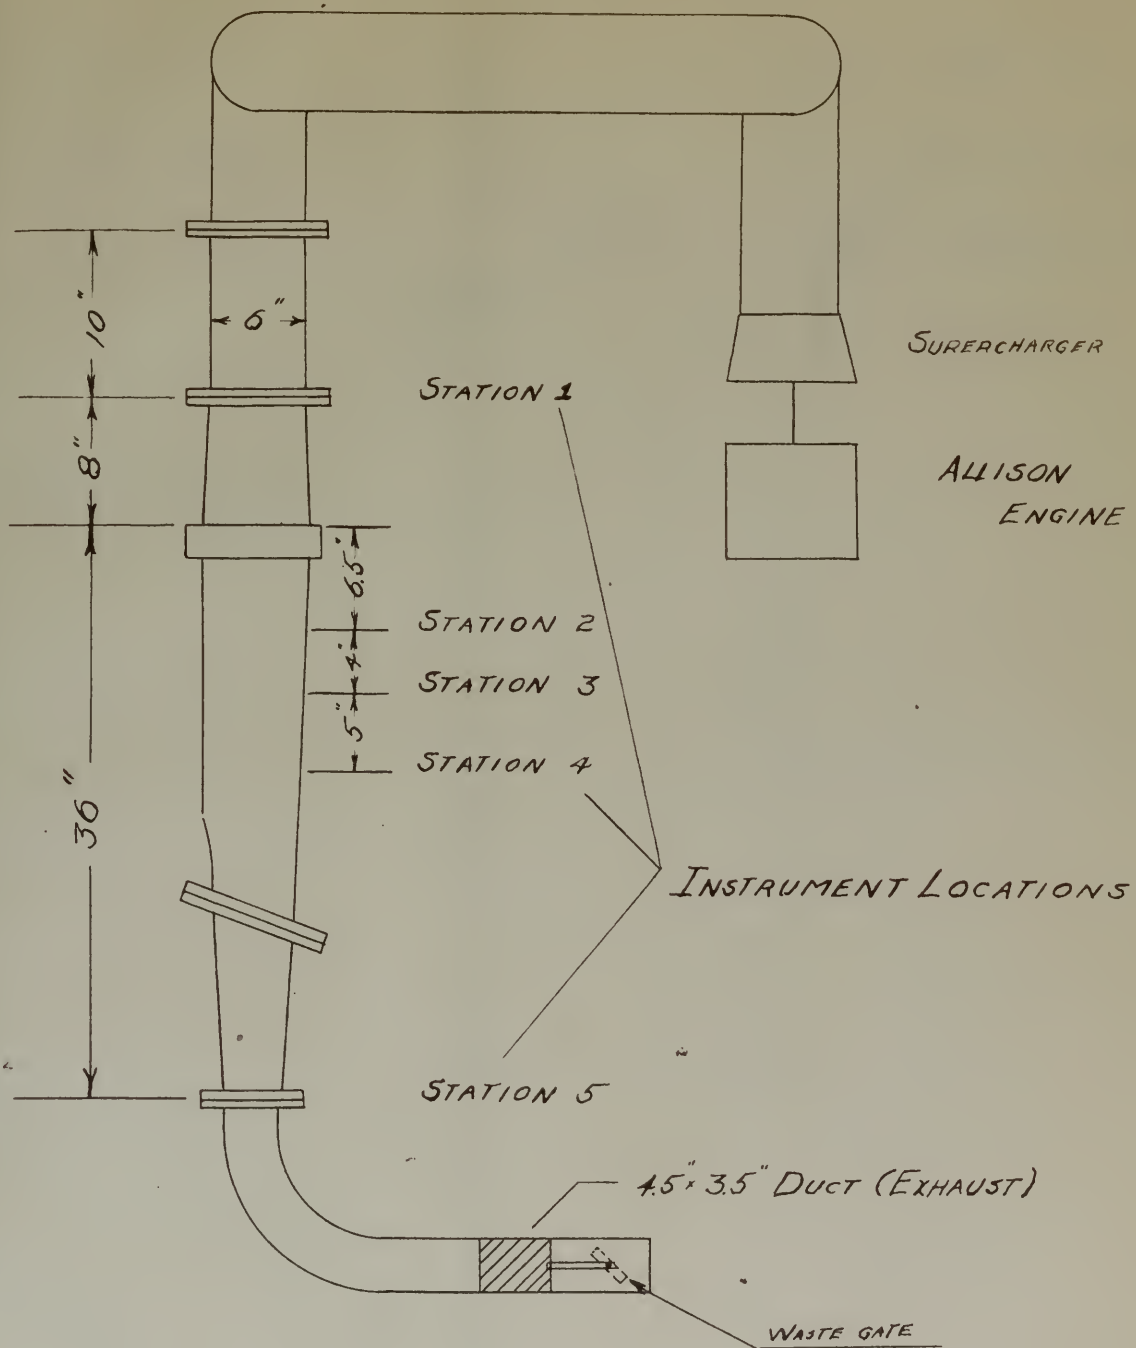 10"
6"
SUPERCHARGER
STATION 1
8"
ALLISON
ENGINE
6.5"
STATION 2
4"
STATION 3
5"
STATION 4
36"
INSTRUMENT LOCATIONS
STATION 5
4.5" x 3.5" DUCT (EXHAUST)
WASTE GATE